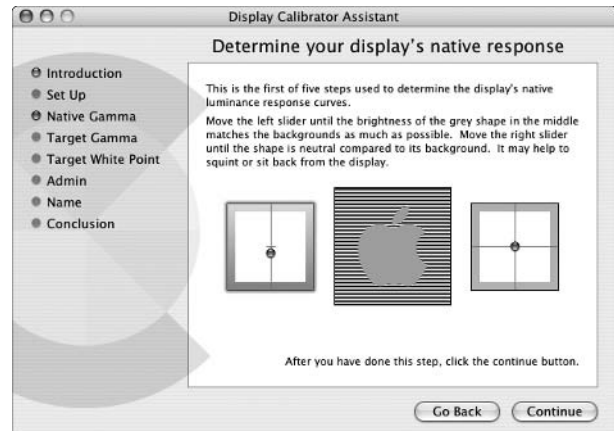 Display Calibrator Assistant
Determine your display's native response
Introduction
Set Up
Native Gamma
Target Gamma
Target White Point
Admin
Name
Conclusion
This is the first of five steps used to determine the display's native
luminance response curves.
Move the left slider until the brightness of the grey shape in the middle
matches the backgrounds as much as possible.  Move the right slider
until the shape is neutral compared to its background.  It may help to
squint or sit back from the display.
After you have done this step, click the continue button.
Go Back
Continue